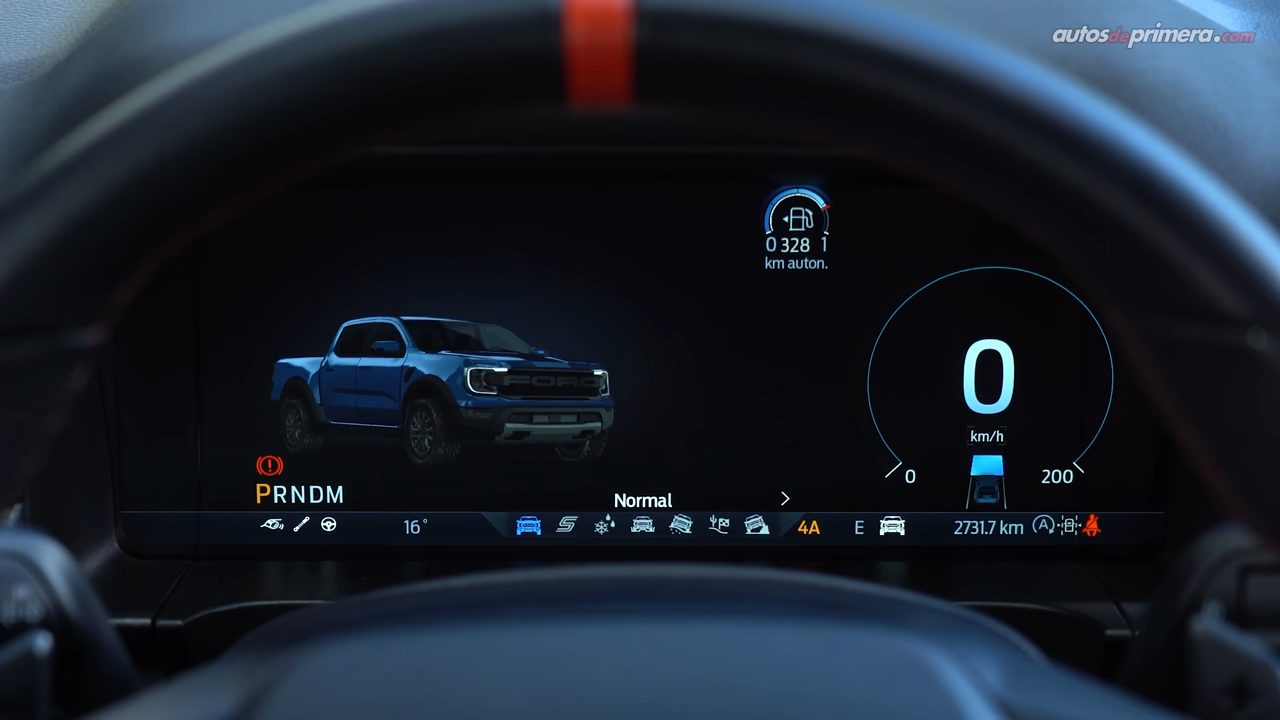 autosdeprimera.com
0 328 1
km auton.
FORD
0
km/h
0 200
PRNDM
Normal
16°
4A
E
2731.7 km
A